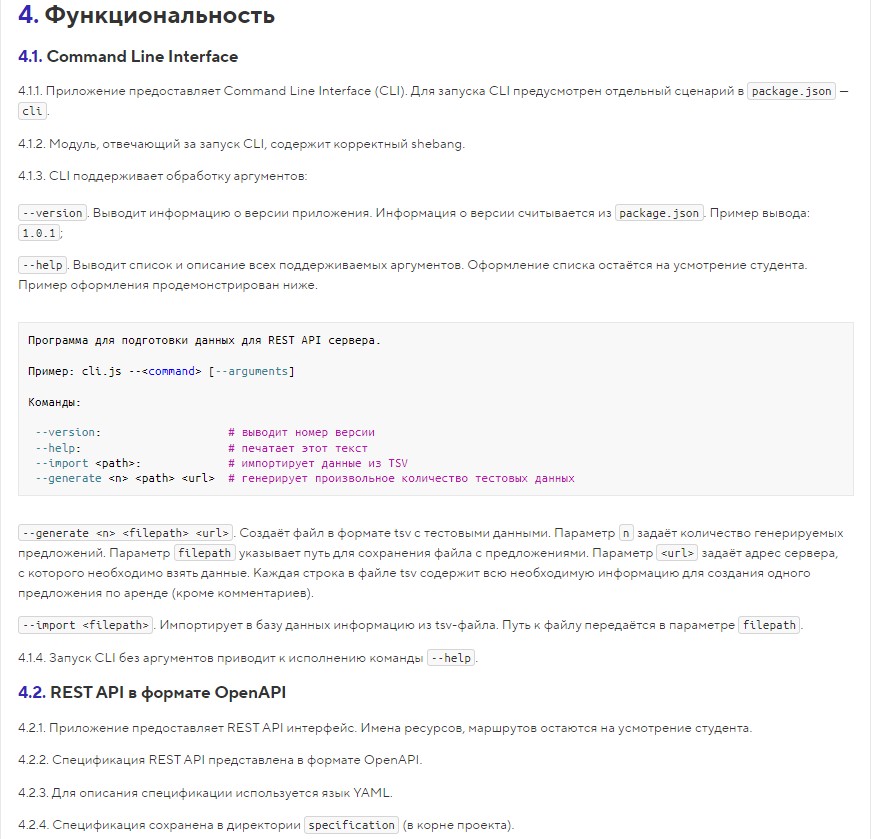 4. Функциональность
4.1. Command Line Interface
4.1.1. Приложение предоставляет Command Line Interface (CLI). Для запуска CLI предусмотрен отдельный сценарий в package.json —
cli.
4.1.2. Модуль, отвечающий за запуск CLI, содержит корректный shebang.
4.1.3. CLI поддерживает обработку аргументов:
--version. Выводит информацию о версии приложения. Информация о версии считывается из package.json. Пример вывода:
1.0.1;
--help. Выводит список и описание всех поддерживаемых аргументов. Оформление списка остаётся на усмотрение студента.
Пример оформления продемонстрирован ниже.
Программа для подготовки данных для REST API сервера.
Пример: cli.js --<command> [--arguments]
Команды:
--version: # выводит номер версии
--help: # печатает этот текст
--import <path>: # импортирует данные из TSV
--generate <n> <path> <url> # генерирует произвольное количество тестовых данных
--generate <n> <filepath> <url>. Создаёт файл в формате tsv с тестовыми данными. Параметр n задаёт количество генерируемых
предложений. Параметр filepath указывает путь для сохранения файла с предложениями. Параметр <url> задаёт адрес сервера,
с которого необходимо взять данные. Каждая строка в файле tsv содержит всю необходимую информацию для создания одного
предложения по аренде (кроме комментариев).
--import <filepath>. Импортирует в базу данных информацию из tsv-файла. Путь к файлу передаётся в параметре filepath.
4.1.4. Запуск CLI без аргументов приводит к исполнению команды --help.
4.2. REST API в формате OpenAPI
4.2.1. Приложение предоставляет REST API интерфейс. Имена ресурсов, маршрутов остаются на усмотрение студента.
4.2.2. Спецификация REST API представлена в формате OpenAPI.
4.2.3. Для описания спецификации используется язык YAML.
4.2.4. Спецификация сохранена в директории specification (в корне проекта).